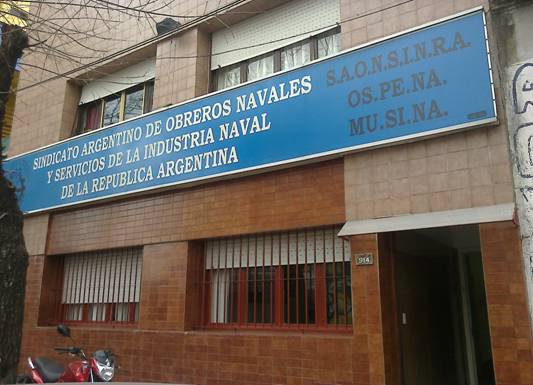 SINDICATO ARGENTINO DE OBREROS NAVALES
Y SERVICIOS DE LA INDUSTRIA NAVAL
DE LA REPUBLICA ARGENTINA
S.A.O.N.S.I.N.R.A.
OS.PE.NA.
MU.SI.NA.
914